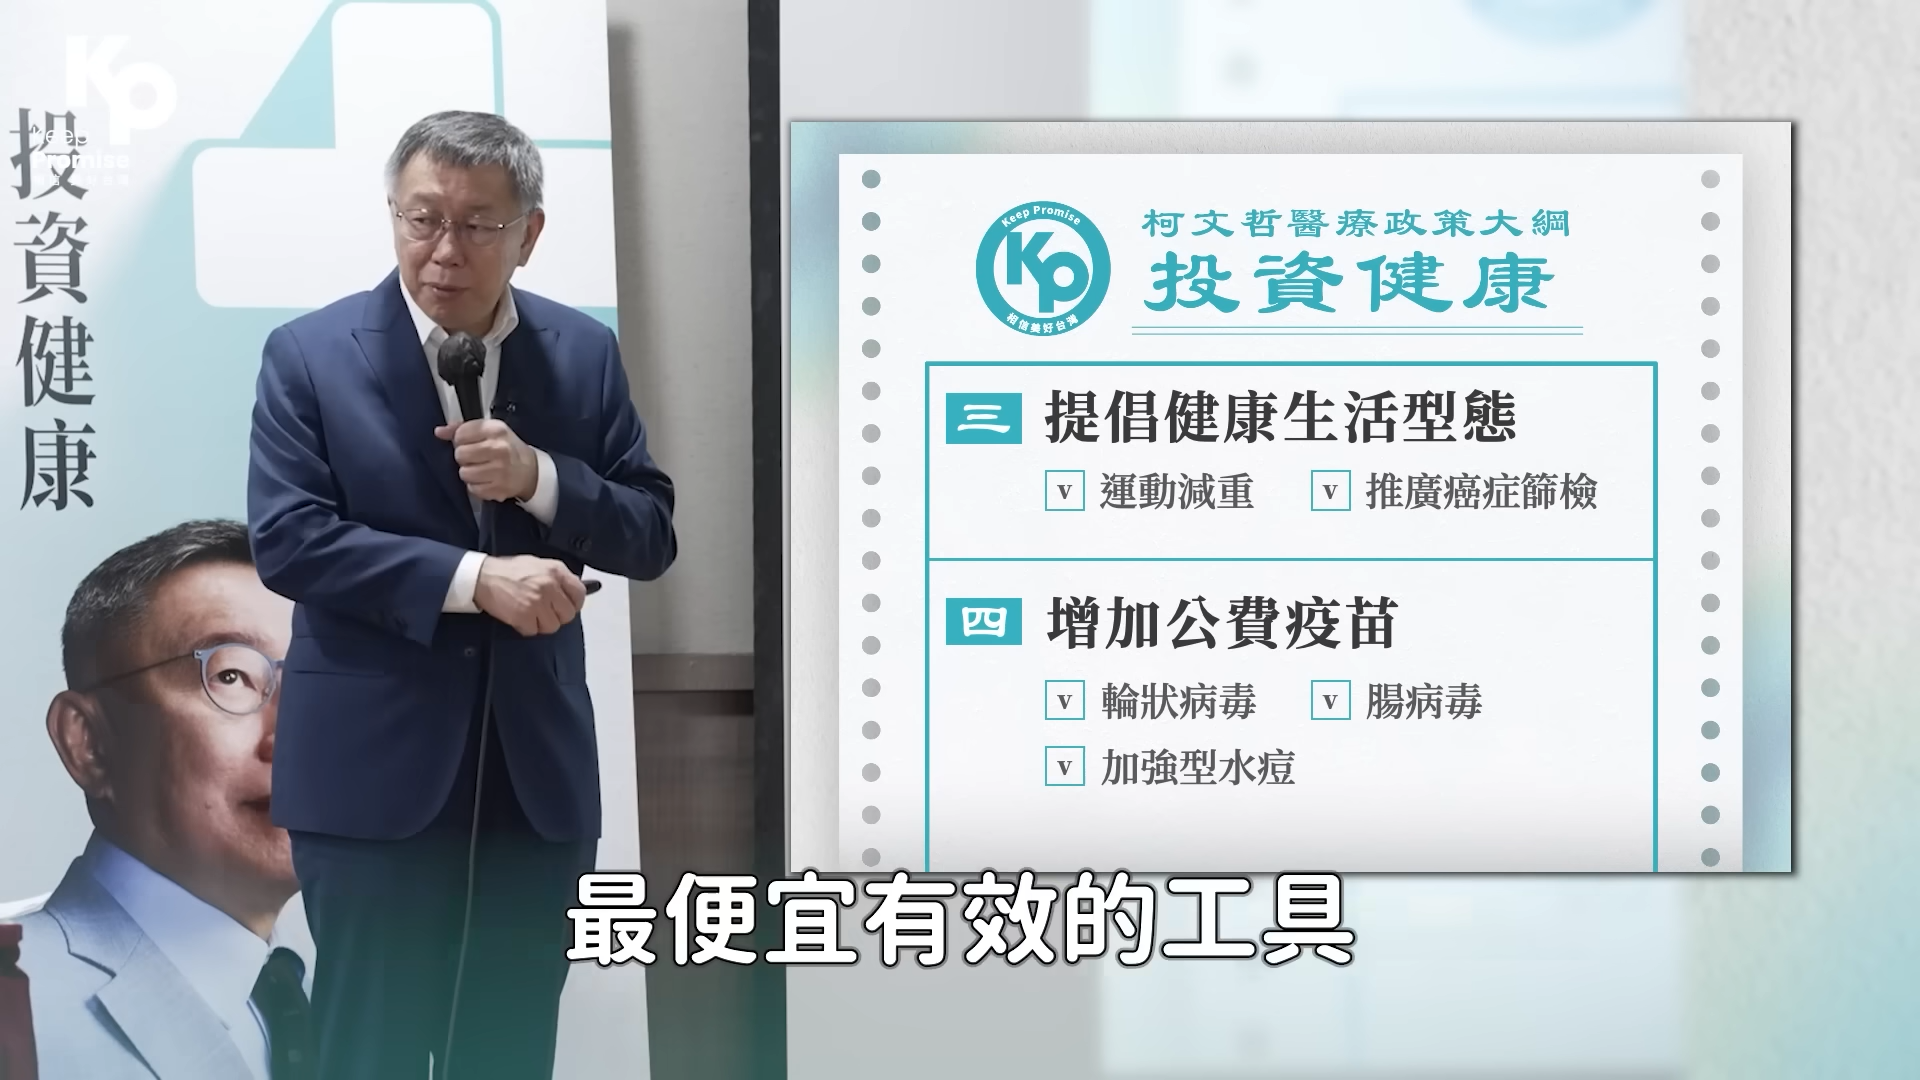 Kp
Keep
Promise
投資健康
Keep Promise
Kp
相信美好台灣
柯文哲醫療政策大綱
投資健康
三 提倡健康生活型態
v 運動減重 v 推廣癌症篩檢
四 增加公費疫苗
v 輪狀病毒 v 腸病毒
v 加強型水痘
最便宜有效的工具